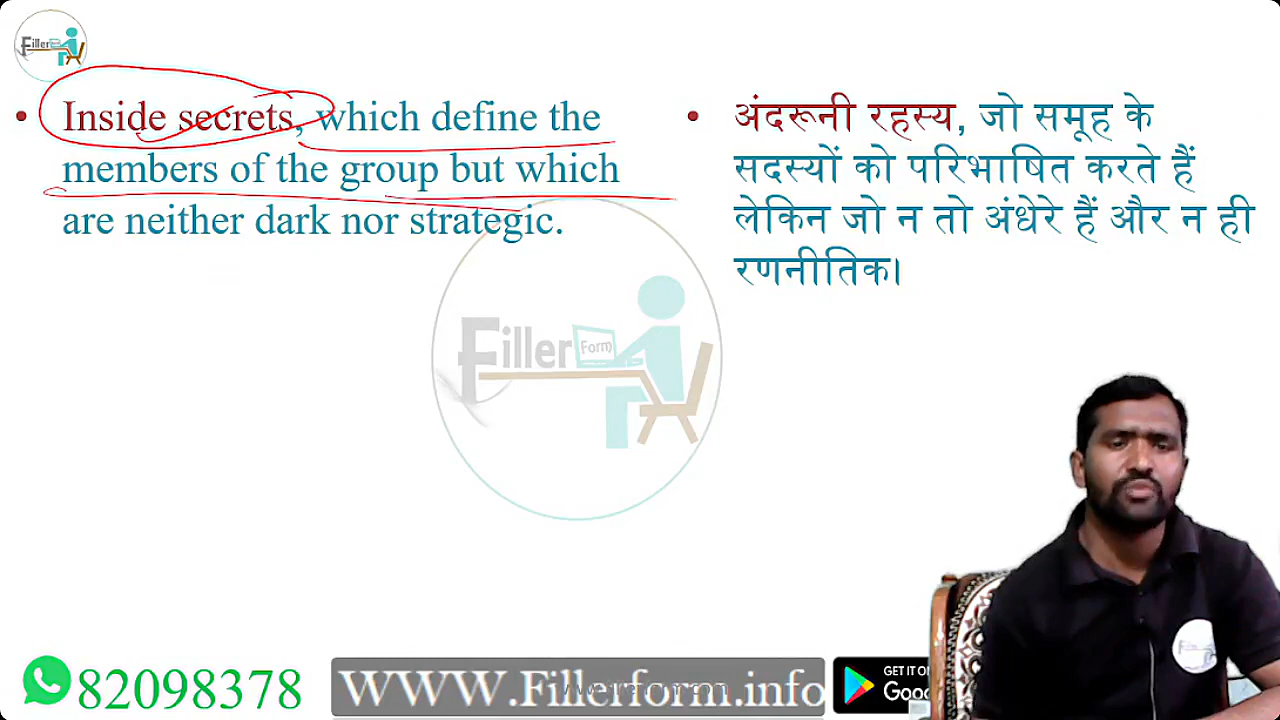 Filler
• Inside secrets, which define the
members of the group but which
are neither dark nor strategic.
• अंदरूनी रहस्य, जो समूह के
सदस्यों को परिभाषित करते हैं
लेकिन जो न तो अंधेरे हैं और न ही
रणनीतिक।
Filler Form
82098378
www.Fillerform.info
GET IT ON
Goo